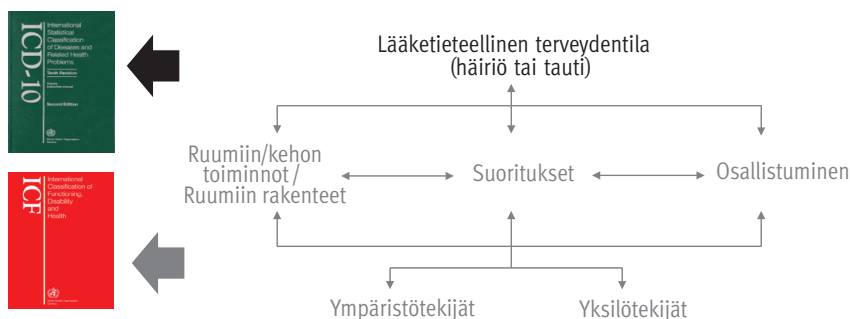 ICD-10
International
Statistical
Classification
of Diseases and
Related Health
Problems
Tenth Revision
Second Edition
ICF
International
Classification of
Functioning,
Disability
and
Health
Lääketieteellinen terveydentila
(häiriö tai tauti)
Ruumiin/kehon
toiminnot/
Ruumiin rakenteet
Suoritukset
Osallistuminen
Ympäristötekijät
Yksilötekijät